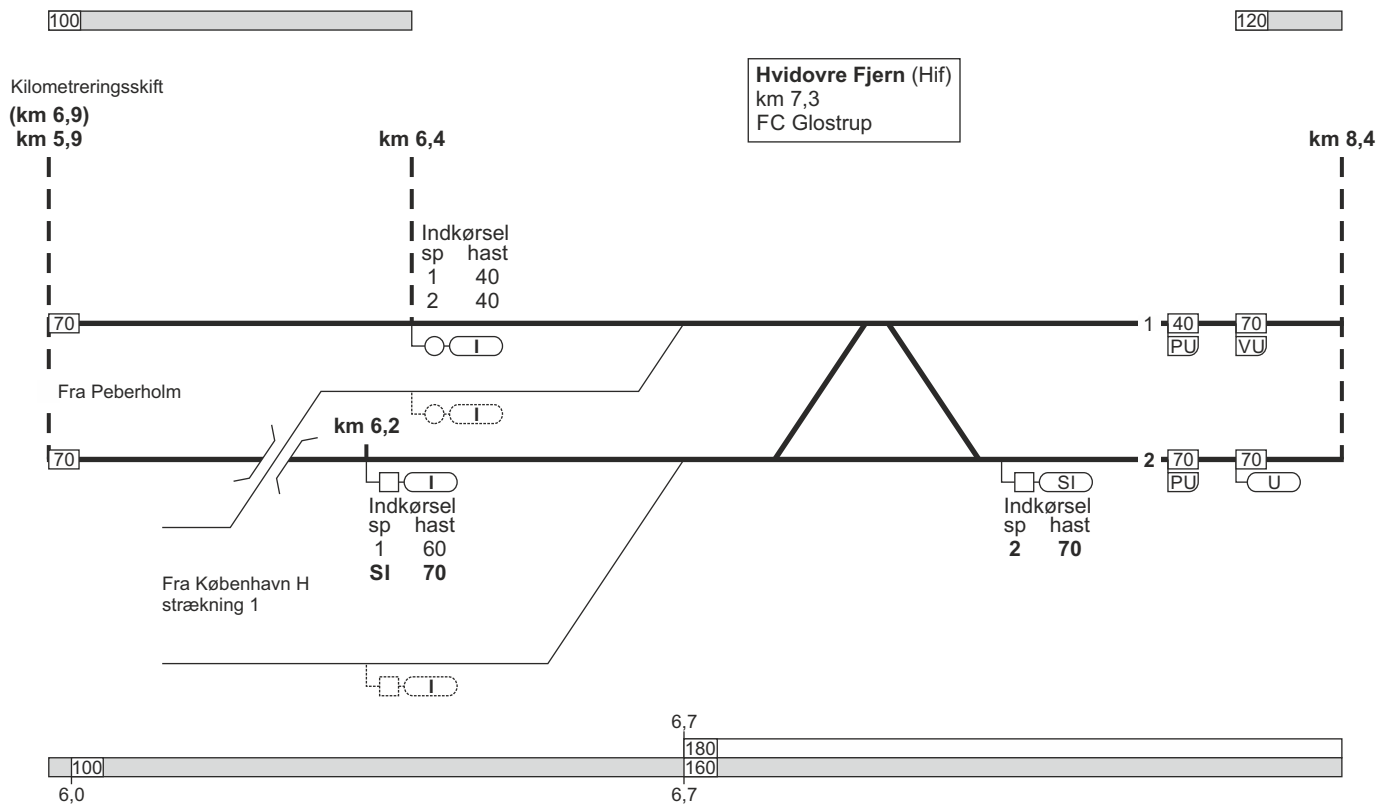 100
120
Kilometreringsskift
(km 6,9)
km 5,9
km 6,4
Hvidovre Fjern (Hif)
km 7,3
FC Glostrup
km 8,4
Indkørsel
sp hast
1 40
2 40
70
1
40
70
I
PU
VU
Fra Peberholm
I
km 6,2
70
2
70
70
I
SI
PU
U
Indkørsel
sp hast
1 60
SI 70
Indkørsel
sp hast
2 70
Fra København H
strækning 1
I
6,7
180
100
160
6,0
6,7